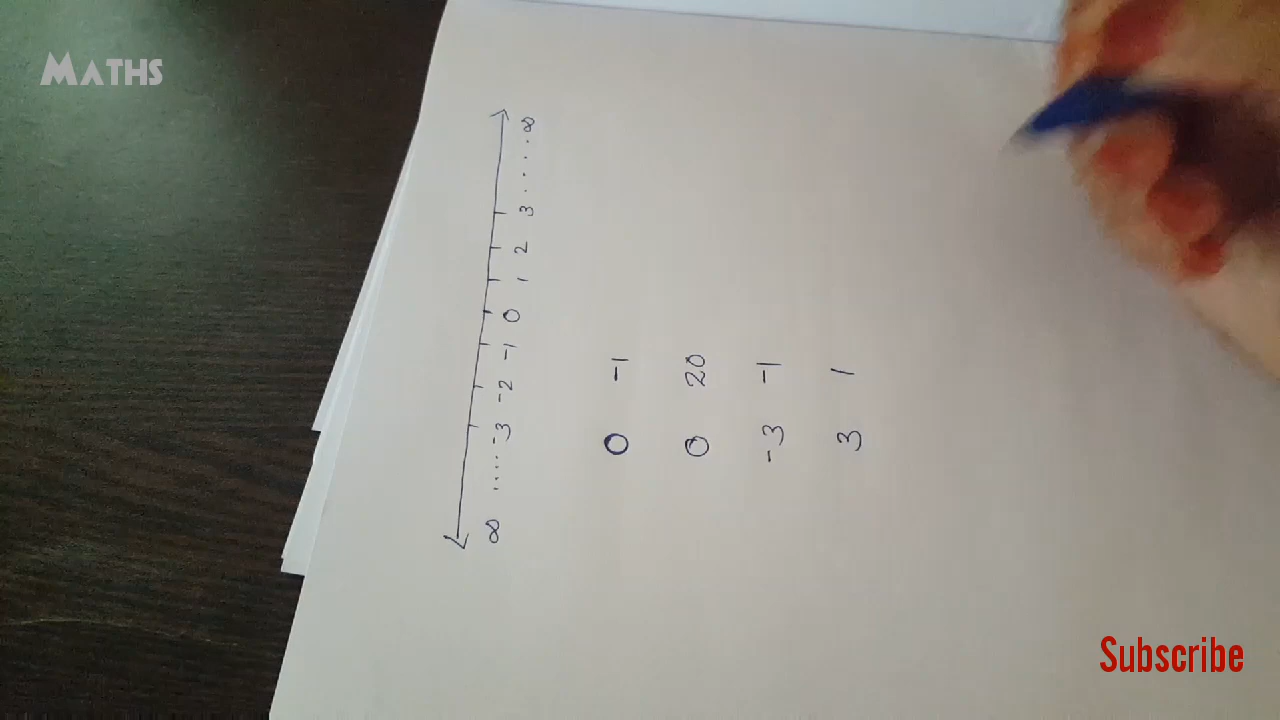 MATHS
∞ ..... -3 -2 -1 0 1 2 3 ..... ∞
0 -1
0 20
-3 -1
3 1
Subscribe